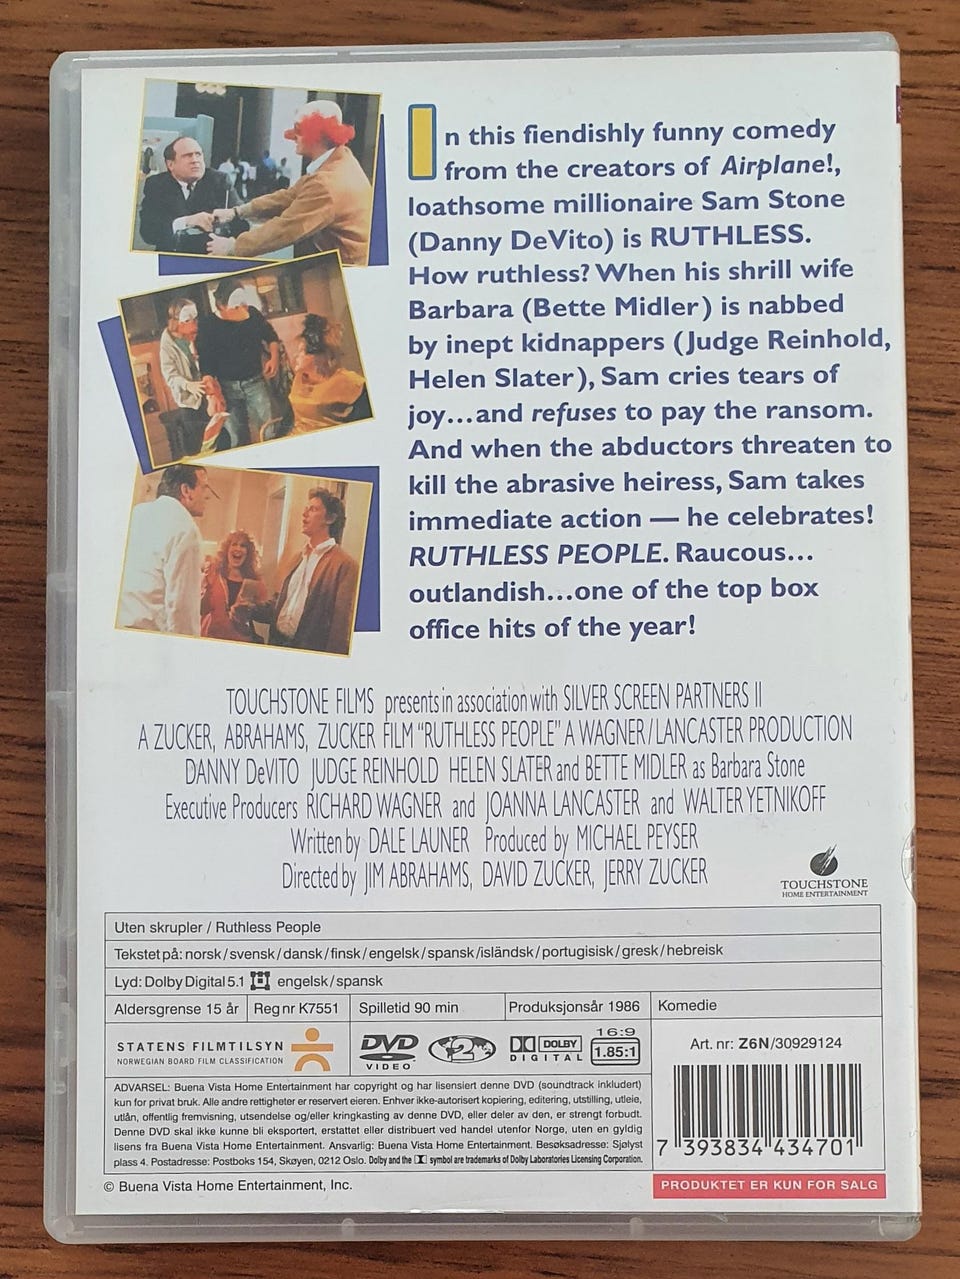 In this fiendishly funny comedy
from the creators of Airplane!,
loathsome millionaire Sam Stone
(Danny DeVito) is RUTHLESS.
How ruthless? When his shrill wife
Barbara (Bette Midler) is nabbed
by inept kidnappers (Judge Reinhold,
Helen Slater), Sam cries tears of
joy...and refuses to pay the ransom.
And when the abductors threaten to
kill the abrasive heiress, Sam takes
immediate action — he celebrates!
RUTHLESS PEOPLE. Raucous...
outlandish...one of the top box
office hits of the year!
TOUCHSTONE FILMS presents in association with SILVER SCREEN PARTNERS II
A ZUCKER, ABRAHAMS, ZUCKER FILM "RUTHLESS PEOPLE" A WAGNER/LANCASTER PRODUCTION
DANNY DeVITO JUDGE REINHOLD HELEN SLATER and BETTE MIDLER as Barbara Stone
Executive Producers RICHARD WAGNER and JOANNA LANCASTER and WALTER YETNIKOFF
Written by DALE LAUNER Produced by MICHAEL PEYSER
Directed by JIM ABRAHAMS, DAVID ZUCKER, JERRY ZUCKER
TOUCHSTONE
HOME ENTERTAINMENT
Uten skrupler / Ruthless People
Tekstet på: norsk/svensk/dansk/finsk/engelsk/spansk/isländsk/portugisisk/gresk/hebreisk
Lyd: Dolby Digital 5.1 engelsk/spansk
Aldersgrense 15 år Reg nr K7551 Spilletid 90 min Produksjonsår 1986 Komedie
STATENS FILMTILSYN
NORWEGIAN BOARD FILM CLASSIFICATION
DVD
VIDEO
2
DOLBY
DIGITAL
16:9
1.85:1
Art. nr: Z6N/30929124
ADVARSEL: Buena Vista Home Entertainment har copyright og har lisensiert denne DVD (soundtrack inkludert)
kun for privat bruk. Alle andre rettigheter er reservert eieren. Enhver ikke-autorisert kopiering, editering, utstilling, utleie,
utlån, offentlig fremvisning, utsendelse og/eller kringkasting av denne DVD, eller deler av den, er strengt forbudt.
Denne DVD skal ikke kunne bli eksportert, erstattet eller distribuert ved handel utenfor Norge, uten en gyldig
lisens fra Buena Vista Home Entertainment. Ansvarlig: Buena Vista Home Entertainment. Besøksadresse: Sjølyst
plass 4. Postadresse: Postboks 154, Skøyen, 0212 Oslo. Dolby and the symbol are trademarks of Dolby Laboratories Licensing Corporation.
7 393834 434701
© Buena Vista Home Entertainment, Inc.
PRODUKTET ER KUN FOR SALG